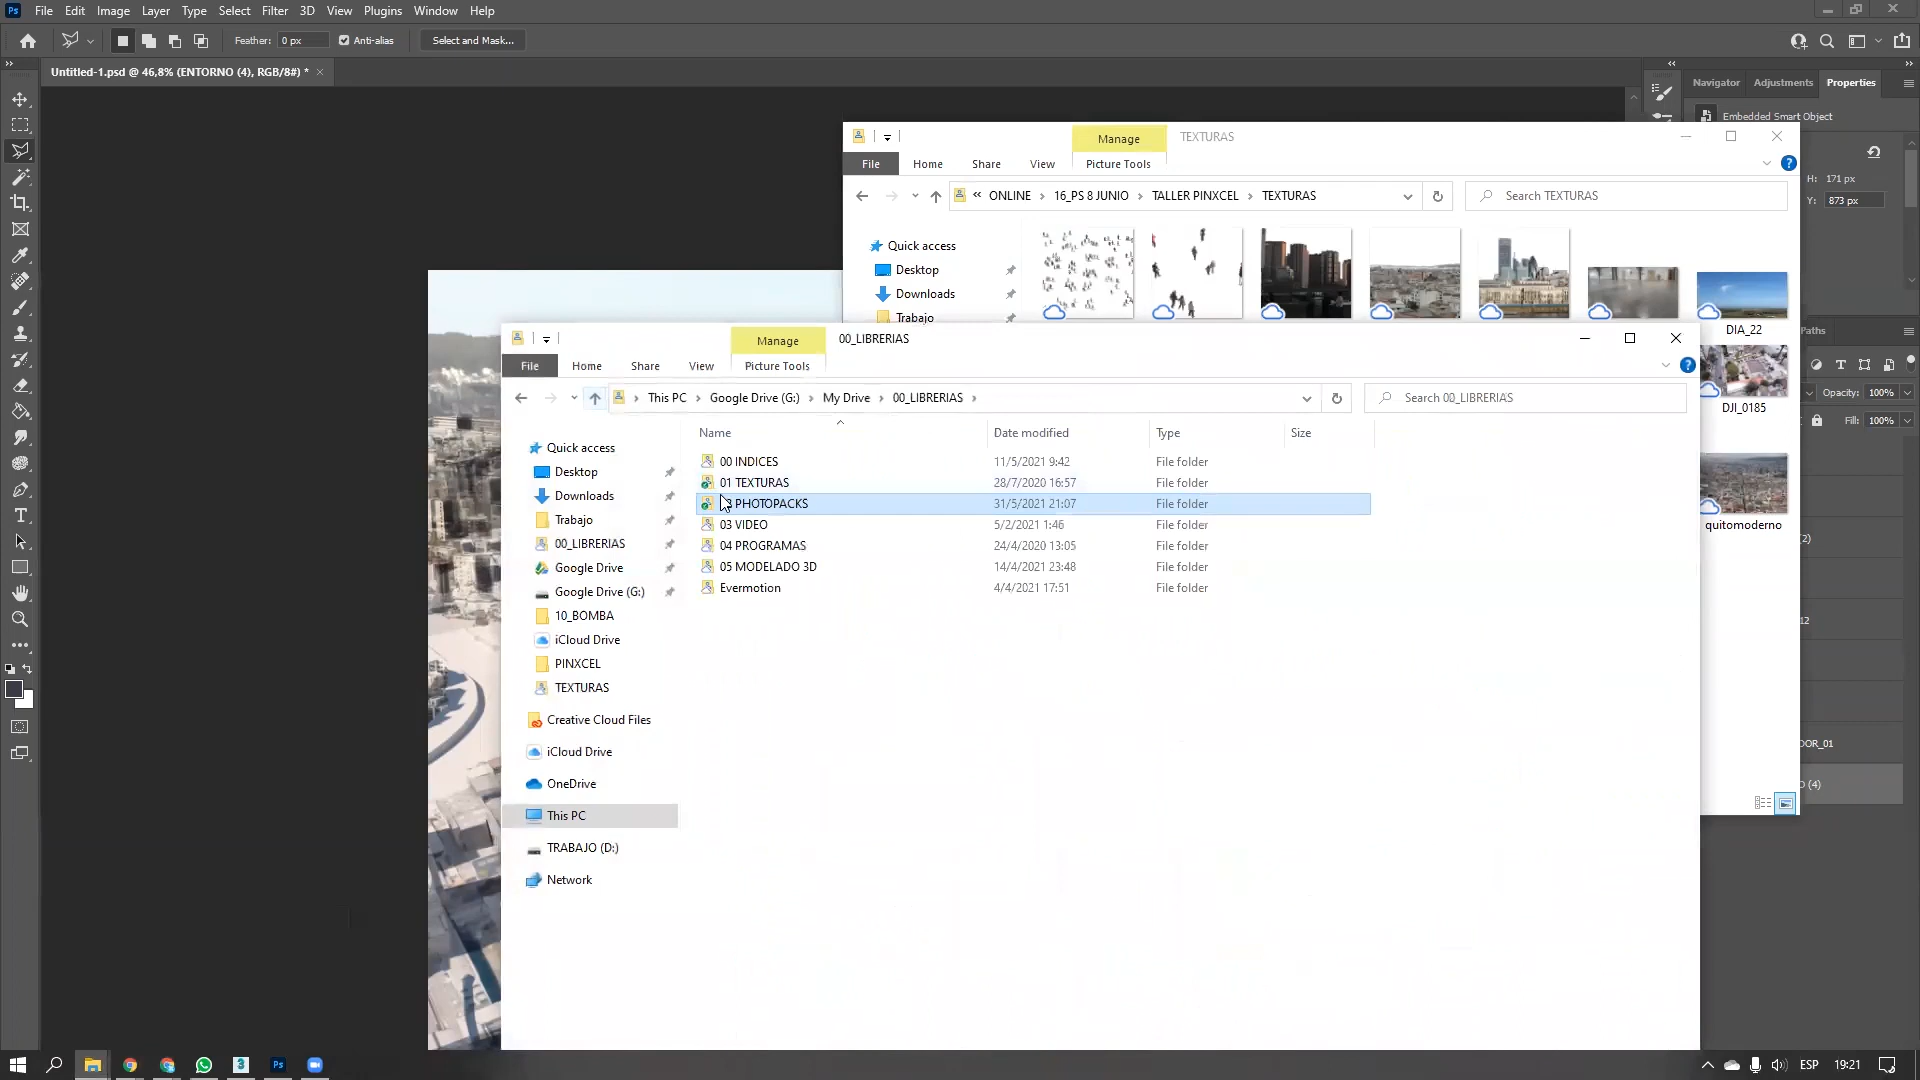 File Edit Image Layer Type Select Filter 3D View Plugins Window Help
Feather: 0 px Anti-alias Select and Mask...
Untitled-1.psd @ 46,8% (ENTORNO (4), RGB/8#) *
Navigator Adjustments Properties
Embedded Smart Object
H: 171 px
Y: 873 px
Manage TEXTURAS
File Home Share View Picture Tools
ONLINE 16_PS 8 JUNIO TALLER PINXCEL TEXTURAS Search TEXTURAS
Quick access
Desktop
Downloads
Trabajo
DIA_22
DJI_0185
quitomoderno
Paths
Opacity: 100%
Fill: 100%
(2)
12
OOR_01
(4)
Manage 00_LIBRERIAS
File Home Share View Picture Tools
This PC Google Drive (G:) My Drive 00_LIBRERIAS Search 00_LIBRERIAS
Name Date modified Type Size
00 INDICES 11/5/2021 9:42 File folder
01 TEXTURAS 28/7/2020 16:57 File folder
PHOTOPACKS 31/5/2021 21:07 File folder
03 VIDEO 5/2/2021 1:46 File folder
04 PROGRAMAS 24/4/2020 13:05 File folder
05 MODELADO 3D 14/4/2021 23:48 File folder
Evermotion 4/4/2021 17:51 File folder
Quick access
Desktop
Downloads
Trabajo
00_LIBRERIAS
Google Drive
Google Drive (G:)
10_BOMBA
iCloud Drive
PINXCEL
TEXTURAS
Creative Cloud Files
iCloud Drive
OneDrive
This PC
TRABAJO (D:)
Network
ESP 19:21